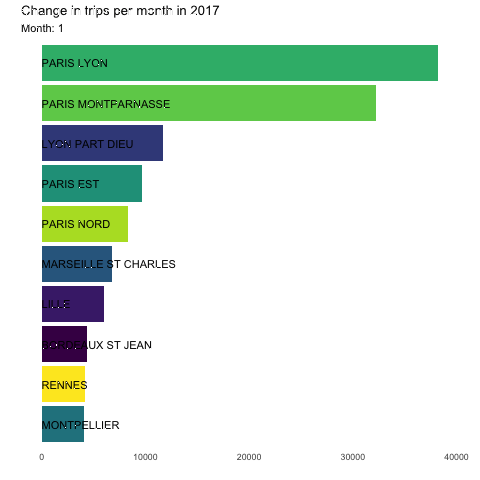 Change in trips per month in 2017
Month: 1
PARIS LYON
PARIS MONTPARNASSE
LYON PART DIEU
PARIS EST
PARIS NORD
MARSEILLE ST CHARLES
LILLE
BORDEAUX ST JEAN
RENNES
MONTPELLIER
0 10000 20000 30000 40000